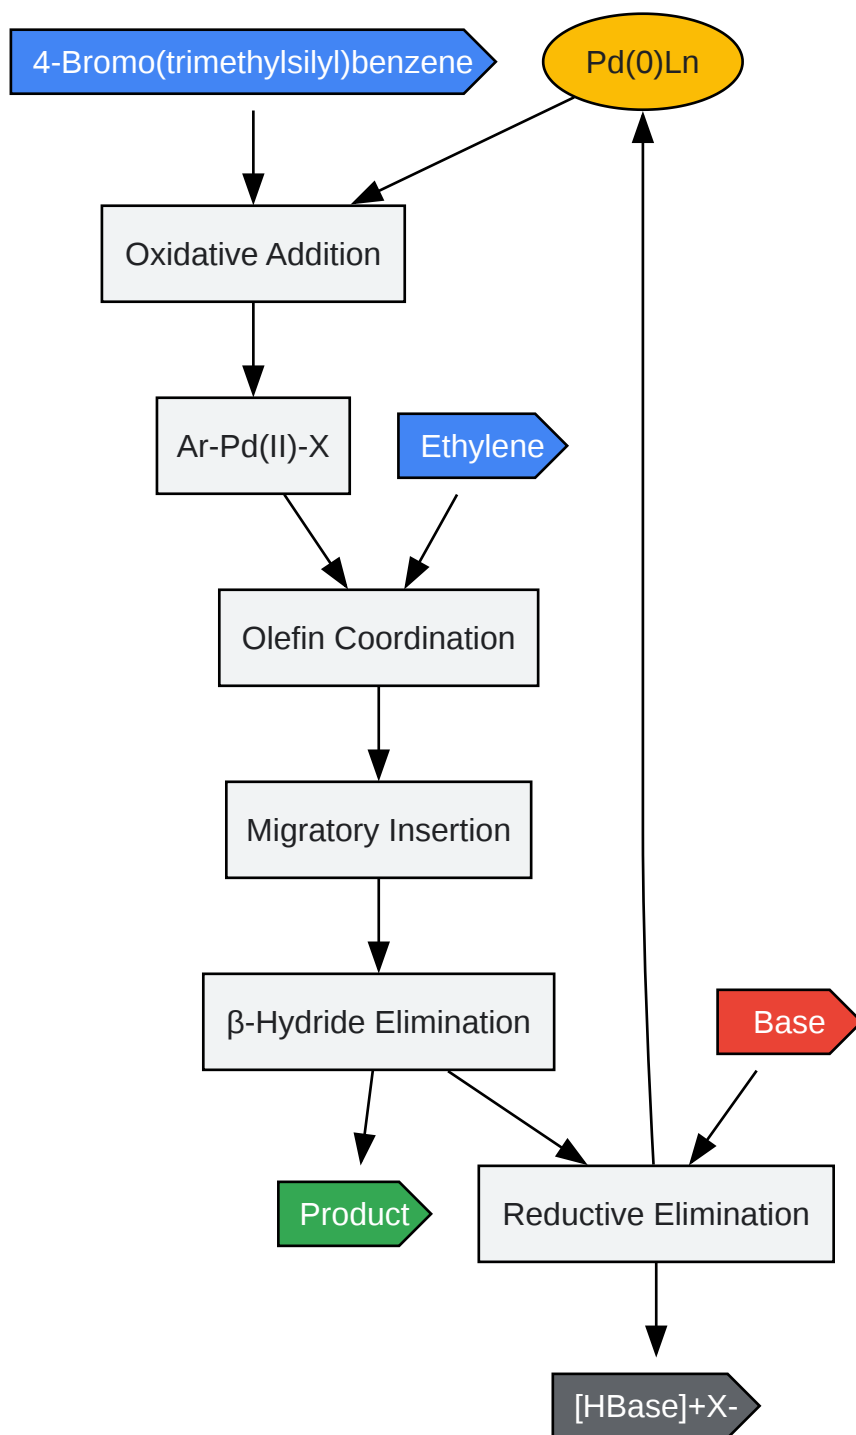 4-Bromo(trimethylsilyl)benzene
Pd(0)Ln
Oxidative Addition
Ar-Pd(II)-X
Ethylene
Olefin Coordination
Migratory Insertion
β-Hydride Elimination
Base
Product
Reductive Elimination
[HBase]+X-